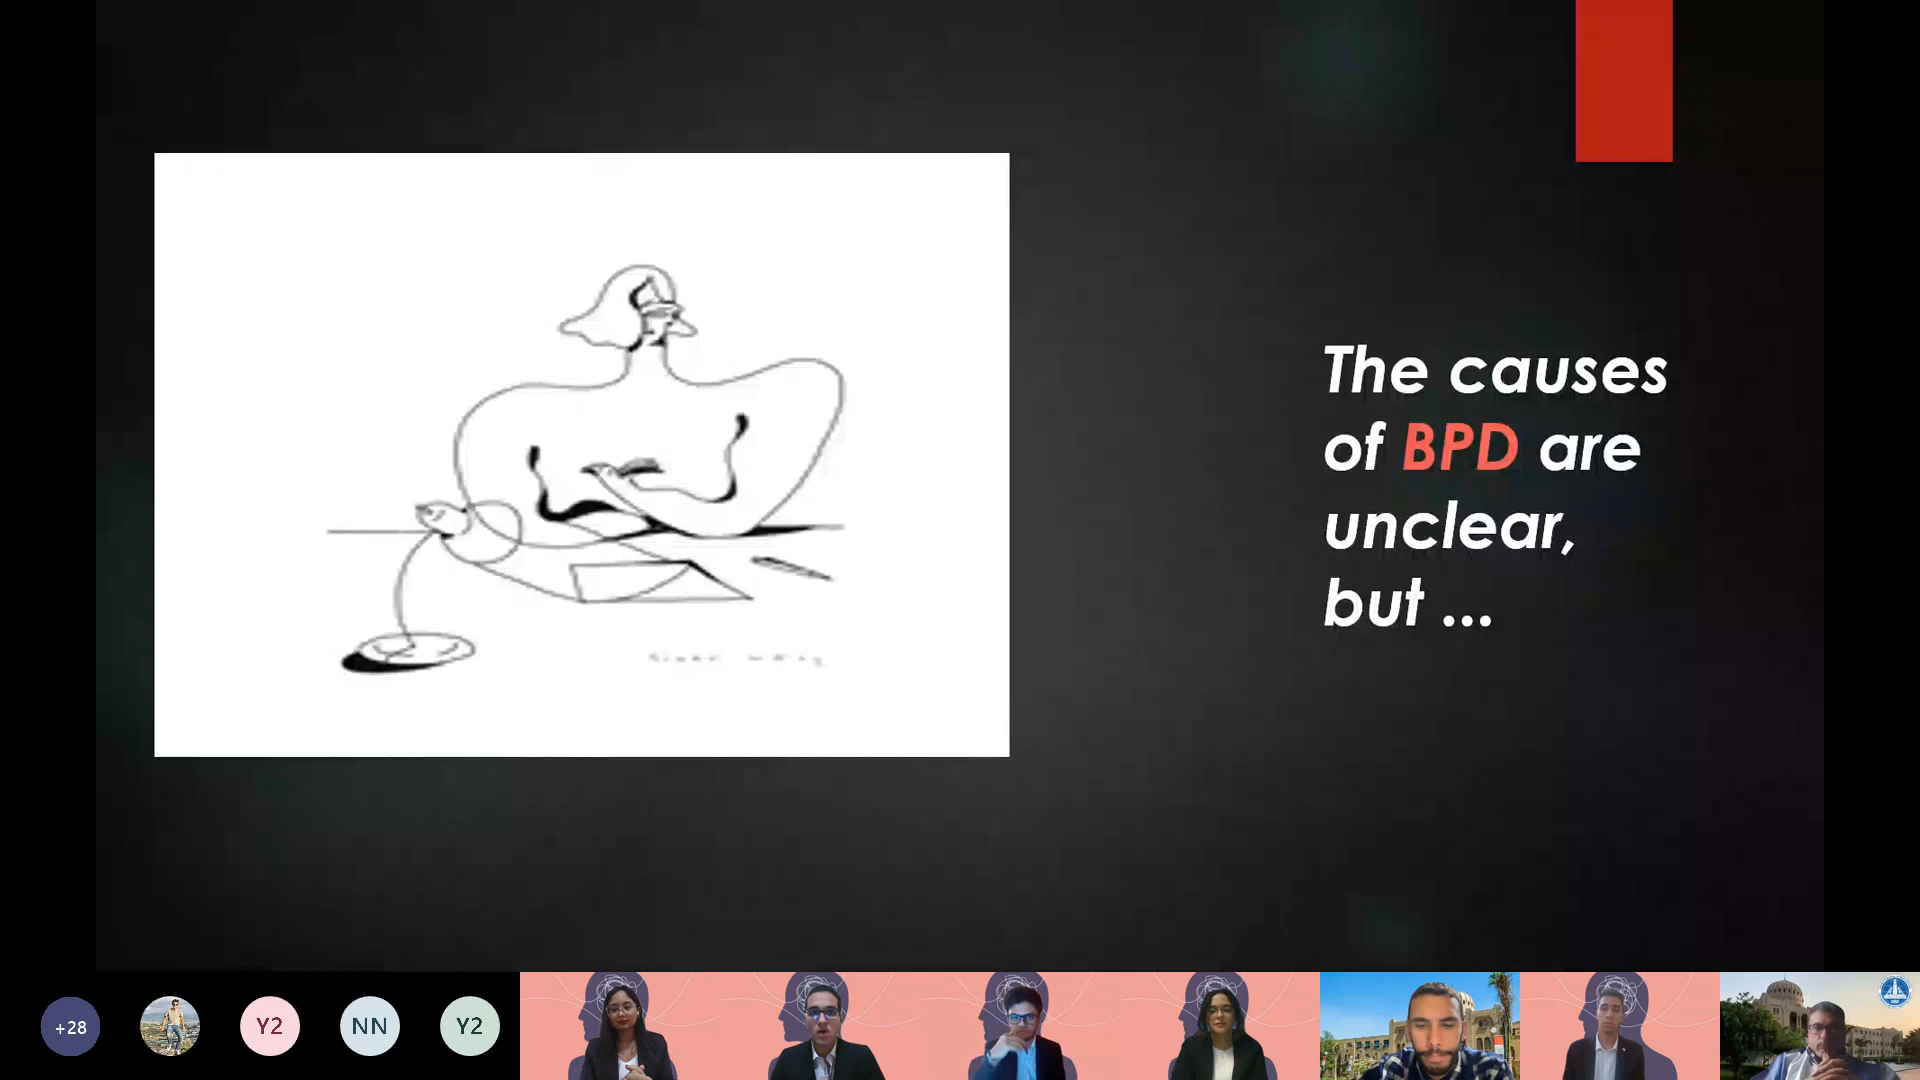 The causes
of BPD are
unclear,
but ...
+28
Y2
NN
Y2